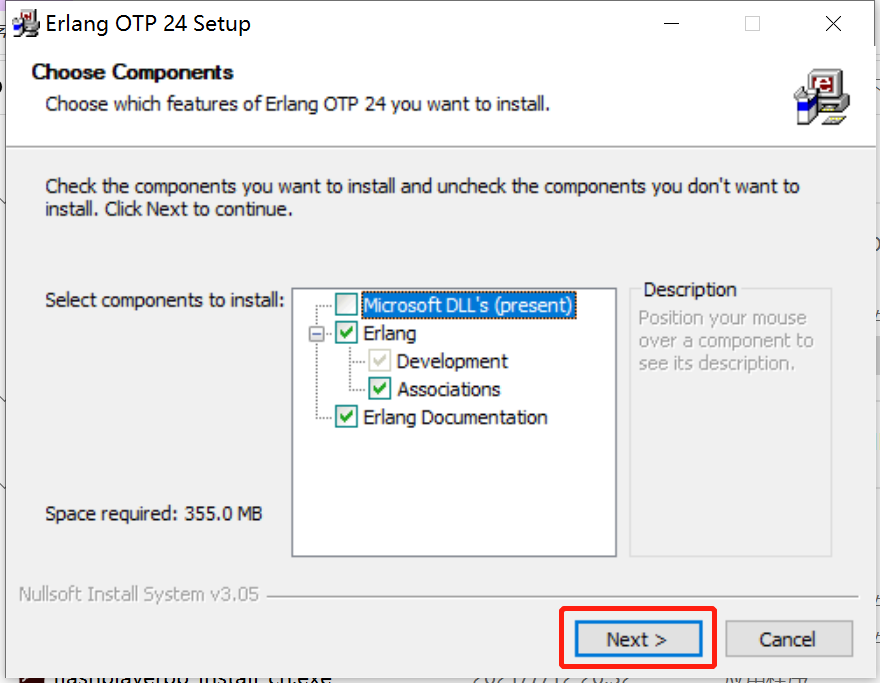 Erlang OTP 24 Setup
Choose Components
Choose which features of Erlang OTP 24 you want to install.
Check the components you want to install and uncheck the components you don't want to
install. Click Next to continue.
Select components to install:
Microsoft DLL's (present)
Erlang
Development
Associations
Erlang Documentation
Description
Position your mouse
over a component to
see its description.
Space required: 355.0 MB
Nullsoft Install System v3.05
Next >
Cancel